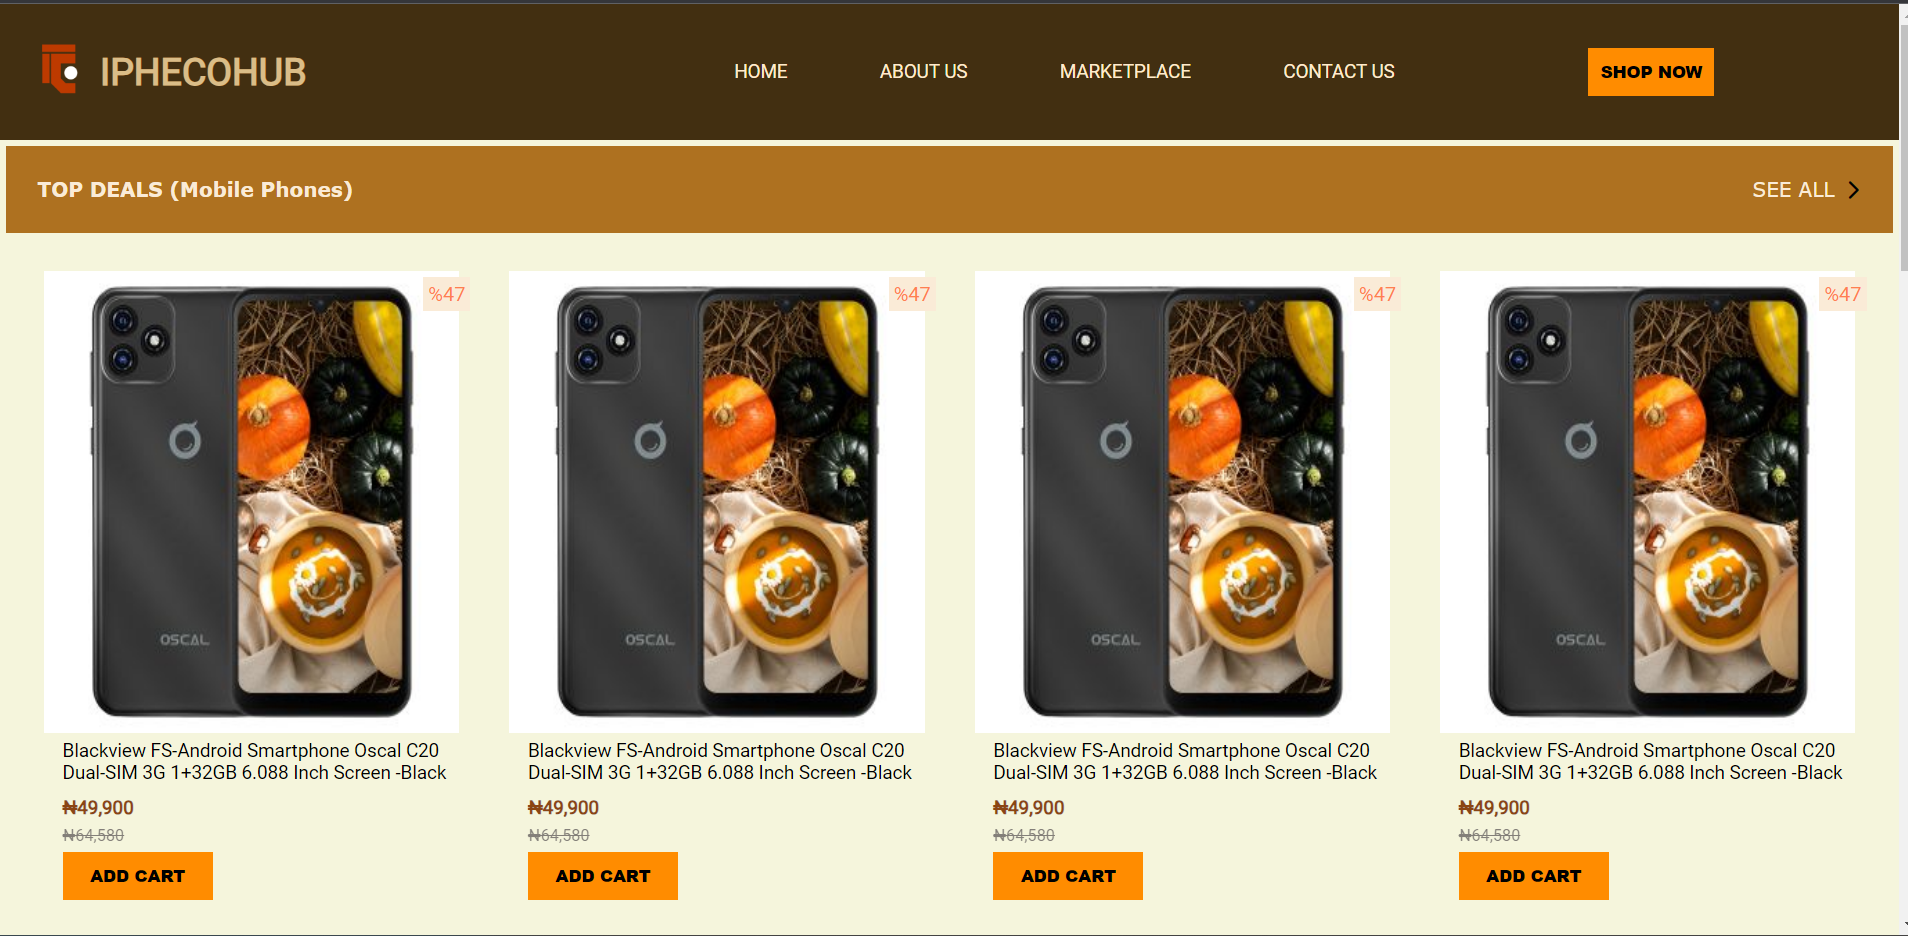 IPHECOHUB
HOME
ABOUT US
MARKETPLACE
CONTACT US
SHOP NOW
TOP DEALS (Mobile Phones)
SEE ALL
%47
%47
%47
%47
OSCAL
OSCAL
OSCAL
OSCAL
Blackview FS-Android Smartphone Oscal C20
Dual-SIM 3G 1+32GB 6.088 Inch Screen -Black
₦49,900
₦64,580
ADD CART
Blackview FS-Android Smartphone Oscal C20
Dual-SIM 3G 1+32GB 6.088 Inch Screen -Black
₦49,900
₦64,580
ADD CART
Blackview FS-Android Smartphone Oscal C20
Dual-SIM 3G 1+32GB 6.088 Inch Screen -Black
₦49,900
₦64,580
ADD CART
Blackview FS-Android Smartphone Oscal C20
Dual-SIM 3G 1+32GB 6.088 Inch Screen -Black
₦49,900
₦64,580
ADD CART